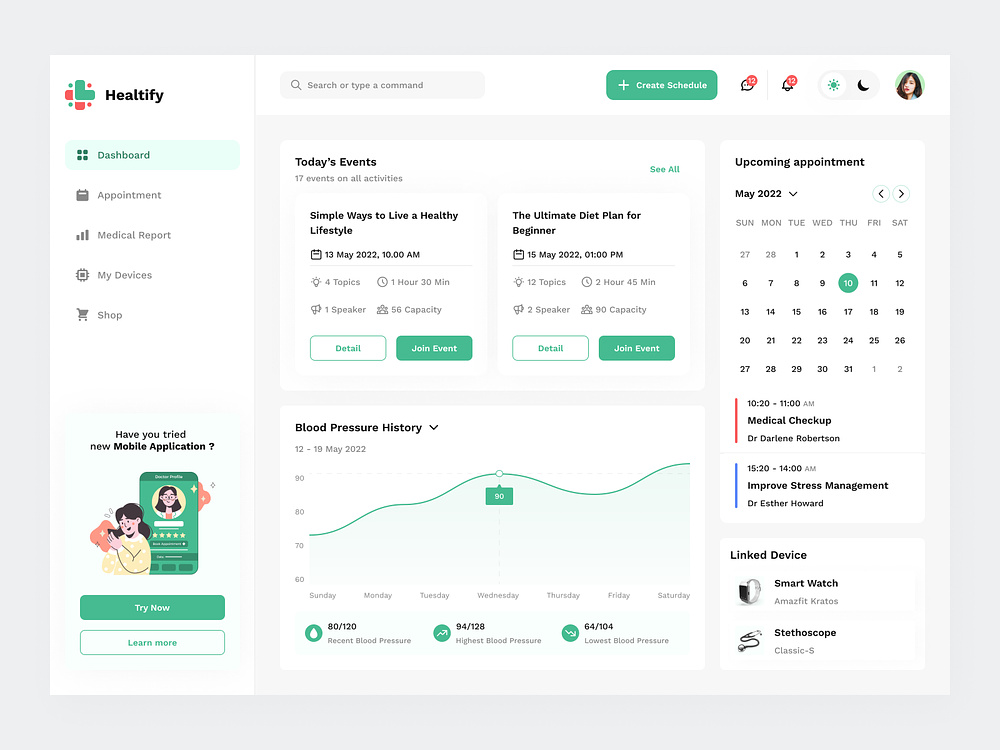 Healtify
Search or type a command
Create Schedule
12
12
Dashboard
Appointment
Medical Report
My Devices
Shop
Have you tried
new Mobile Application ?
Doctor Profile
Book Appointment
Try Now
Learn more
Today's Events
17 events on all activities
See All
Simple Ways to Live a Healthy
Lifestyle
13 May 2022, 10.00 AM
4 Topics 1 Hour 30 Min
1 Speaker 56 Capacity
Detail Join Event
The Ultimate Diet Plan for
Beginner
15 May 2022, 01:00 PM
12 Topics 2 Hour 45 Min
2 Speaker 90 Capacity
Detail Join Event
Blood Pressure History
12 - 19 May 2022
90
80
70
60
90
Sunday Monday Tuesday Wednesday Thursday Friday Saturday
80/120
Recent Blood Pressure
94/128
Highest Blood Pressure
64/104
Lowest Blood Pressure
Upcoming appointment
May 2022
SUN MON TUE WED THU FRI SAT
27 28 1 2 3 4 5
6 7 8 9 10 11 12
13 14 15 16 17 18 19
20 21 22 23 24 25 26
27 28 29 30 31 1 2
10:20 - 11:00 AM
Medical Checkup
Dr Darlene Robertson
15:20 - 14:00 AM
Improve Stress Management
Dr Esther Howard
Linked Device
Smart Watch
Amazfit Kratos
Stethoscope
Classic-S